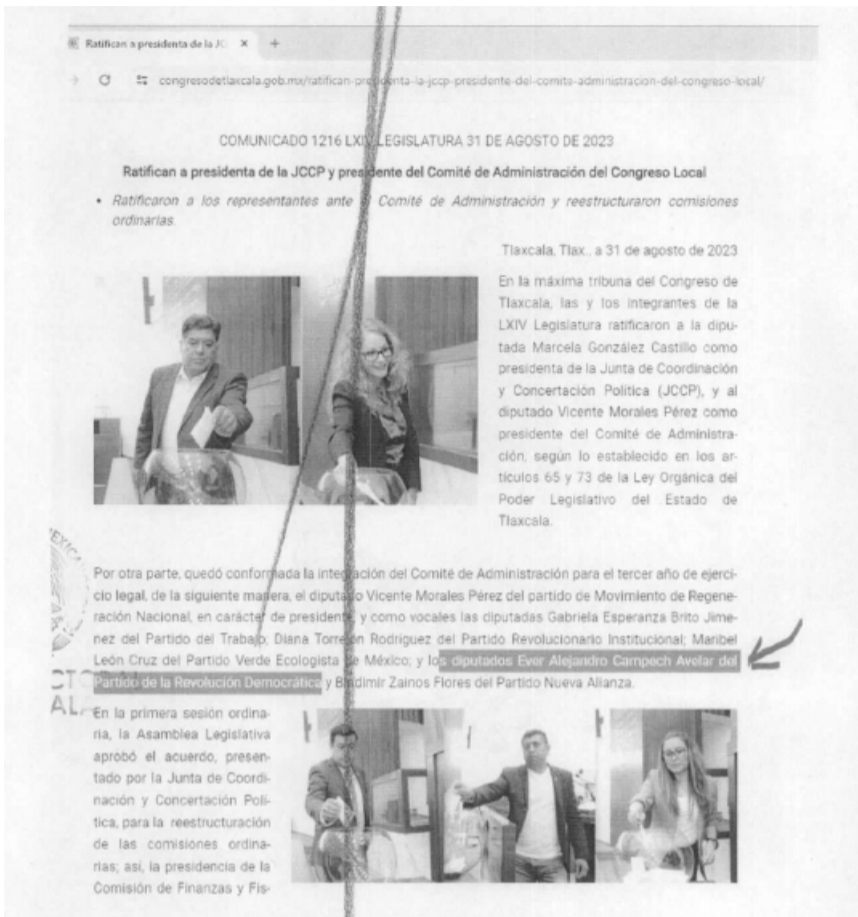 Ratifican a presidenta de la JC
congresodetlaxcala.gob.mx/ratifican-presidenta-la-jccp-presidente-del-comite-administracion-del-congreso-local/
COMUNICADO 1216 LXIV LEGISLATURA 31 DE AGOSTO DE 2023
Ratifican a presidenta de la JCCP y presidente del Comité de Administración del Congreso Local
• Ratificaron a los representantes ante el Comité de Administración y reestructuraron comisiones
ordinarias.
Tlaxcala, Tlax., a 31 de agosto de 2023
En la máxima tribuna del Congreso de
Tlaxcala, las y los integrantes de la
LXIV Legislatura ratificaron a la dipu-
tada Marcela González Castillo como
presidenta de la Junta de Coordinación
y Concertación Política (JCCP), y al
diputado Vicente Morales Pérez como
presidente del Comité de Administra-
ción, según lo establecido en los ar-
tículos 65 y 73 de la Ley Orgánica del
Poder Legislativo del Estado de
Tlaxcala.
Por otra parte, quedó conformada la integración del Comité de Administración para el tercer año de ejerci-
cio legal, de la siguiente manera, el diputado Vicente Morales Pérez del partido de Movimiento de Regene-
ración Nacional, en carácter de presidente, y como vocales las diputadas Gabriela Esperanza Brito Jime-
nez del Partido del Trabajo; Diana Torrejón Rodríguez del Partido Revolucionario Institucional; Maribel
León Cruz del Partido Verde Ecologista de México; y los diputados Ever Alejandro Campech Avelar del
Partido de la Revolución Democrática y Bladimir Zainos Flores del Partido Nueva Alianza.
En la primera sesión ordina-
ria, la Asamblea Legislativa
aprobó el acuerdo, presen-
tado por la Junta de Coordi-
nación y Concertación Polí-
tica, para la reestructuración
de las comisiones ordina-
rias; así, la presidencia de la
Comisión de Finanzas y Fis-